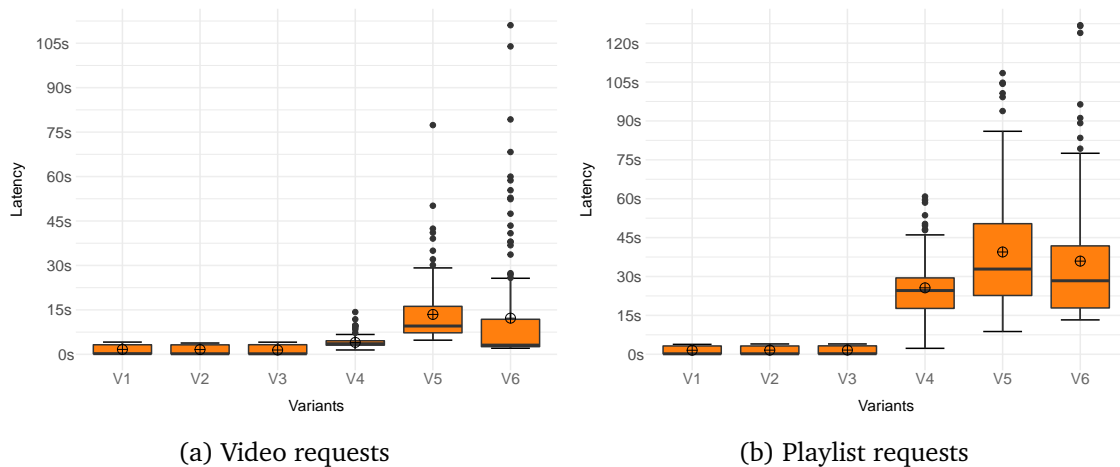 105s
90s
75s
60s
45s
30s
15s
0s
Latency
V1 V2 V3 V4 V5 V6
Variants
(a) Video requests
120s
105s
90s
75s
60s
45s
30s
15s
0s
Latency
V1 V2 V3 V4 V5 V6
Variants
(b) Playlist requests